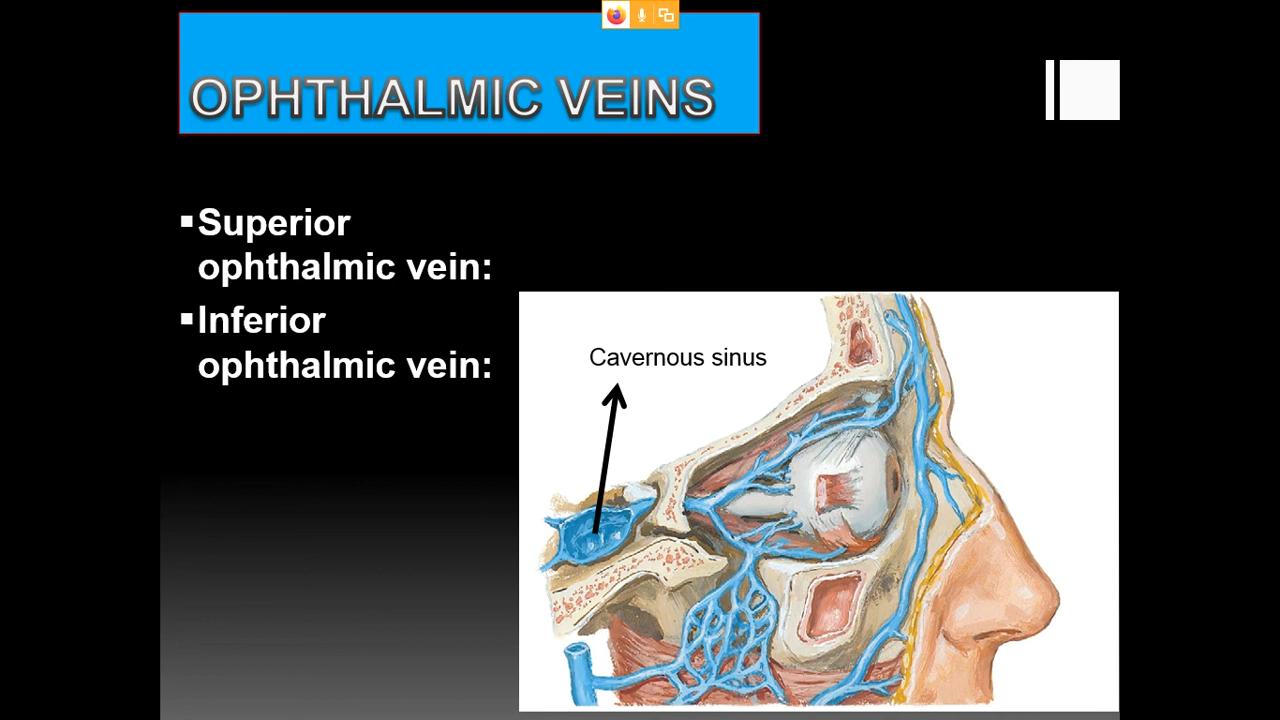 OPHTHALMIC VEINS
▪Superior
ophthalmic vein:
▪Inferior
ophthalmic vein:
Cavernous sinus